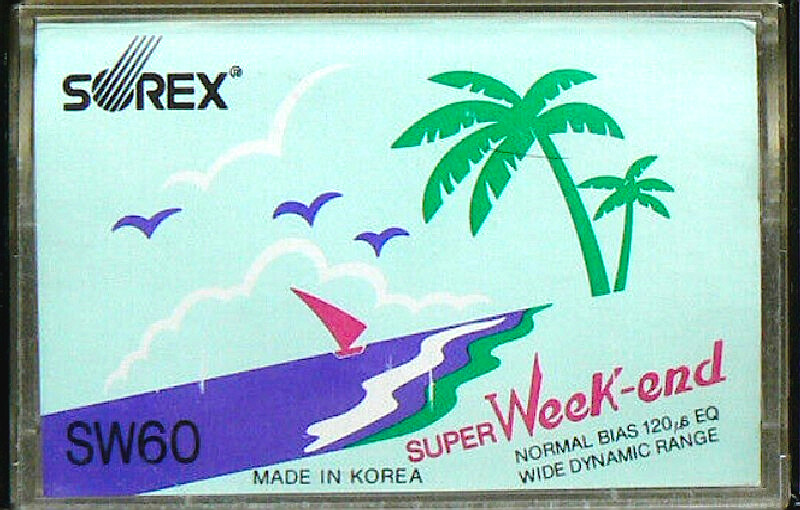 SOREX®
SUPER Week-end
NORMAL BIAS 120µs EQ
WIDE DYNAMIC RANGE
SW60
MADE IN KOREA